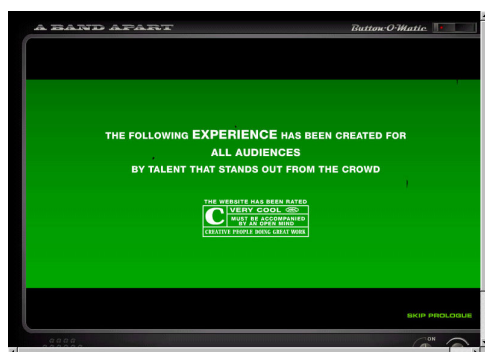 A BAND APART
Button-O-Matic
THE FOLLOWING EXPERIENCE HAS BEEN CREATED FOR
ALL AUDIENCES
BY TALENT THAT STANDS OUT FROM THE CROWD
THE WEBSITE HAS BEEN RATED
C
VERY COOL
MUST BE ACCOMPANIED
BY AN OPEN MIND
CREATIVE PEOPLE DOING GREAT WORK
SKIP PROLOGUE
ON